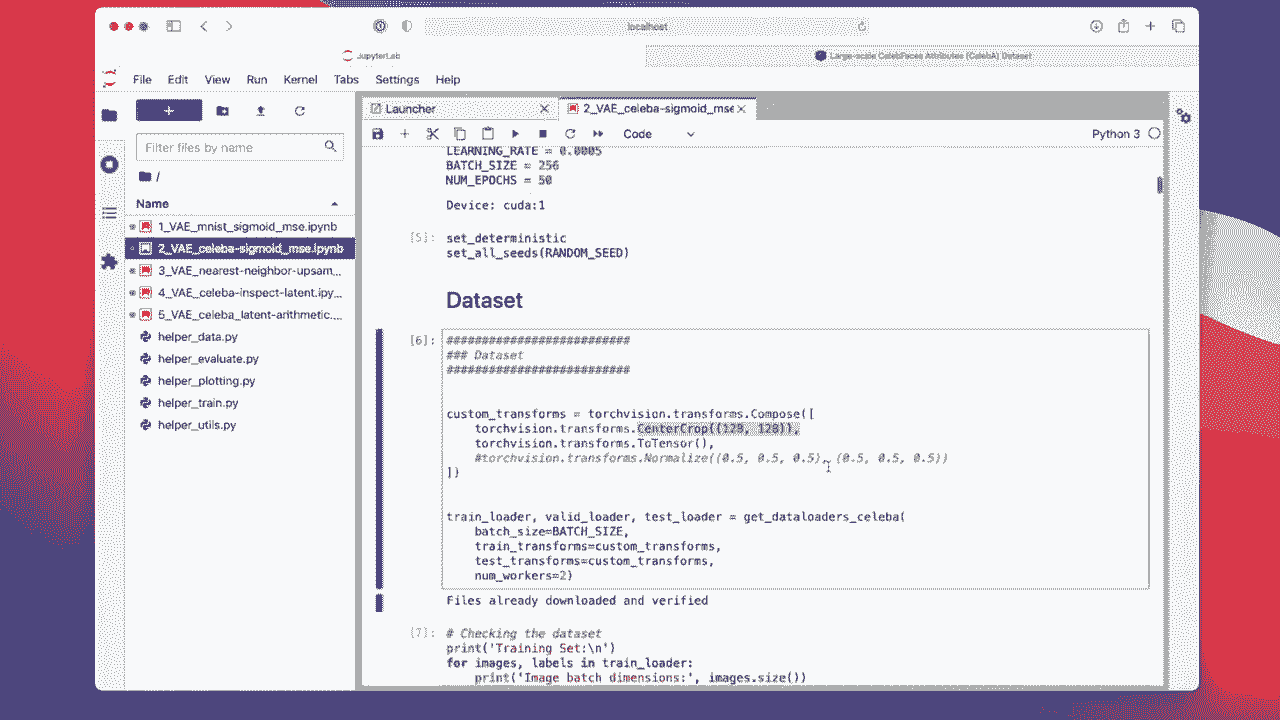 localhost
JupyterLab
Large-scale CelebFaces Attributes (CelebA) Dataset
File Edit View Run Kernel Tabs Settings Help
Launcher
2_VAE_celeba-sigmoid_mse
Code
Python 3
Filter files by name
/
Name
1_VAE_mnist_sigmoid_mse.ipynb
2_VAE_celeba-sigmoid_mse.ipynb
3_VAE_nearest-neighbor-upsam...
4_VAE_celeba-inspect-latent.ipy...
5_VAE_celeba_latent-arithmetic....
helper_data.py
helper_evaluate.py
helper_plotting.py
helper_train.py
helper_utils.py
LEARNING_RATE = 0.0005
BATCH_SIZE = 256
NUM_EPOCHS = 50
Device: cuda:1
[5]: set_deterministic
set_all_seeds(RANDOM_SEED)
Dataset
[6]: ##########################
### Dataset
##########################
custom_transforms = torchvision.transforms.Compose([
torchvision.transforms.CenterCrop((128, 128)),
torchvision.transforms.ToTensor(),
#torchvision.transforms.Normalize((0.5, 0.5, 0.5), (0.5, 0.5, 0.5))
])
train_loader, valid_loader, test_loader = get_dataloaders_celeba(
batch_size=BATCH_SIZE,
train_transforms=custom_transforms,
test_transforms=custom_transforms,
num_workers=2)
Files already downloaded and verified
[7]: # Checking the dataset
print('Training Set:\n')
for images, labels in train_loader:
print('Image batch dimensions:', images.size())